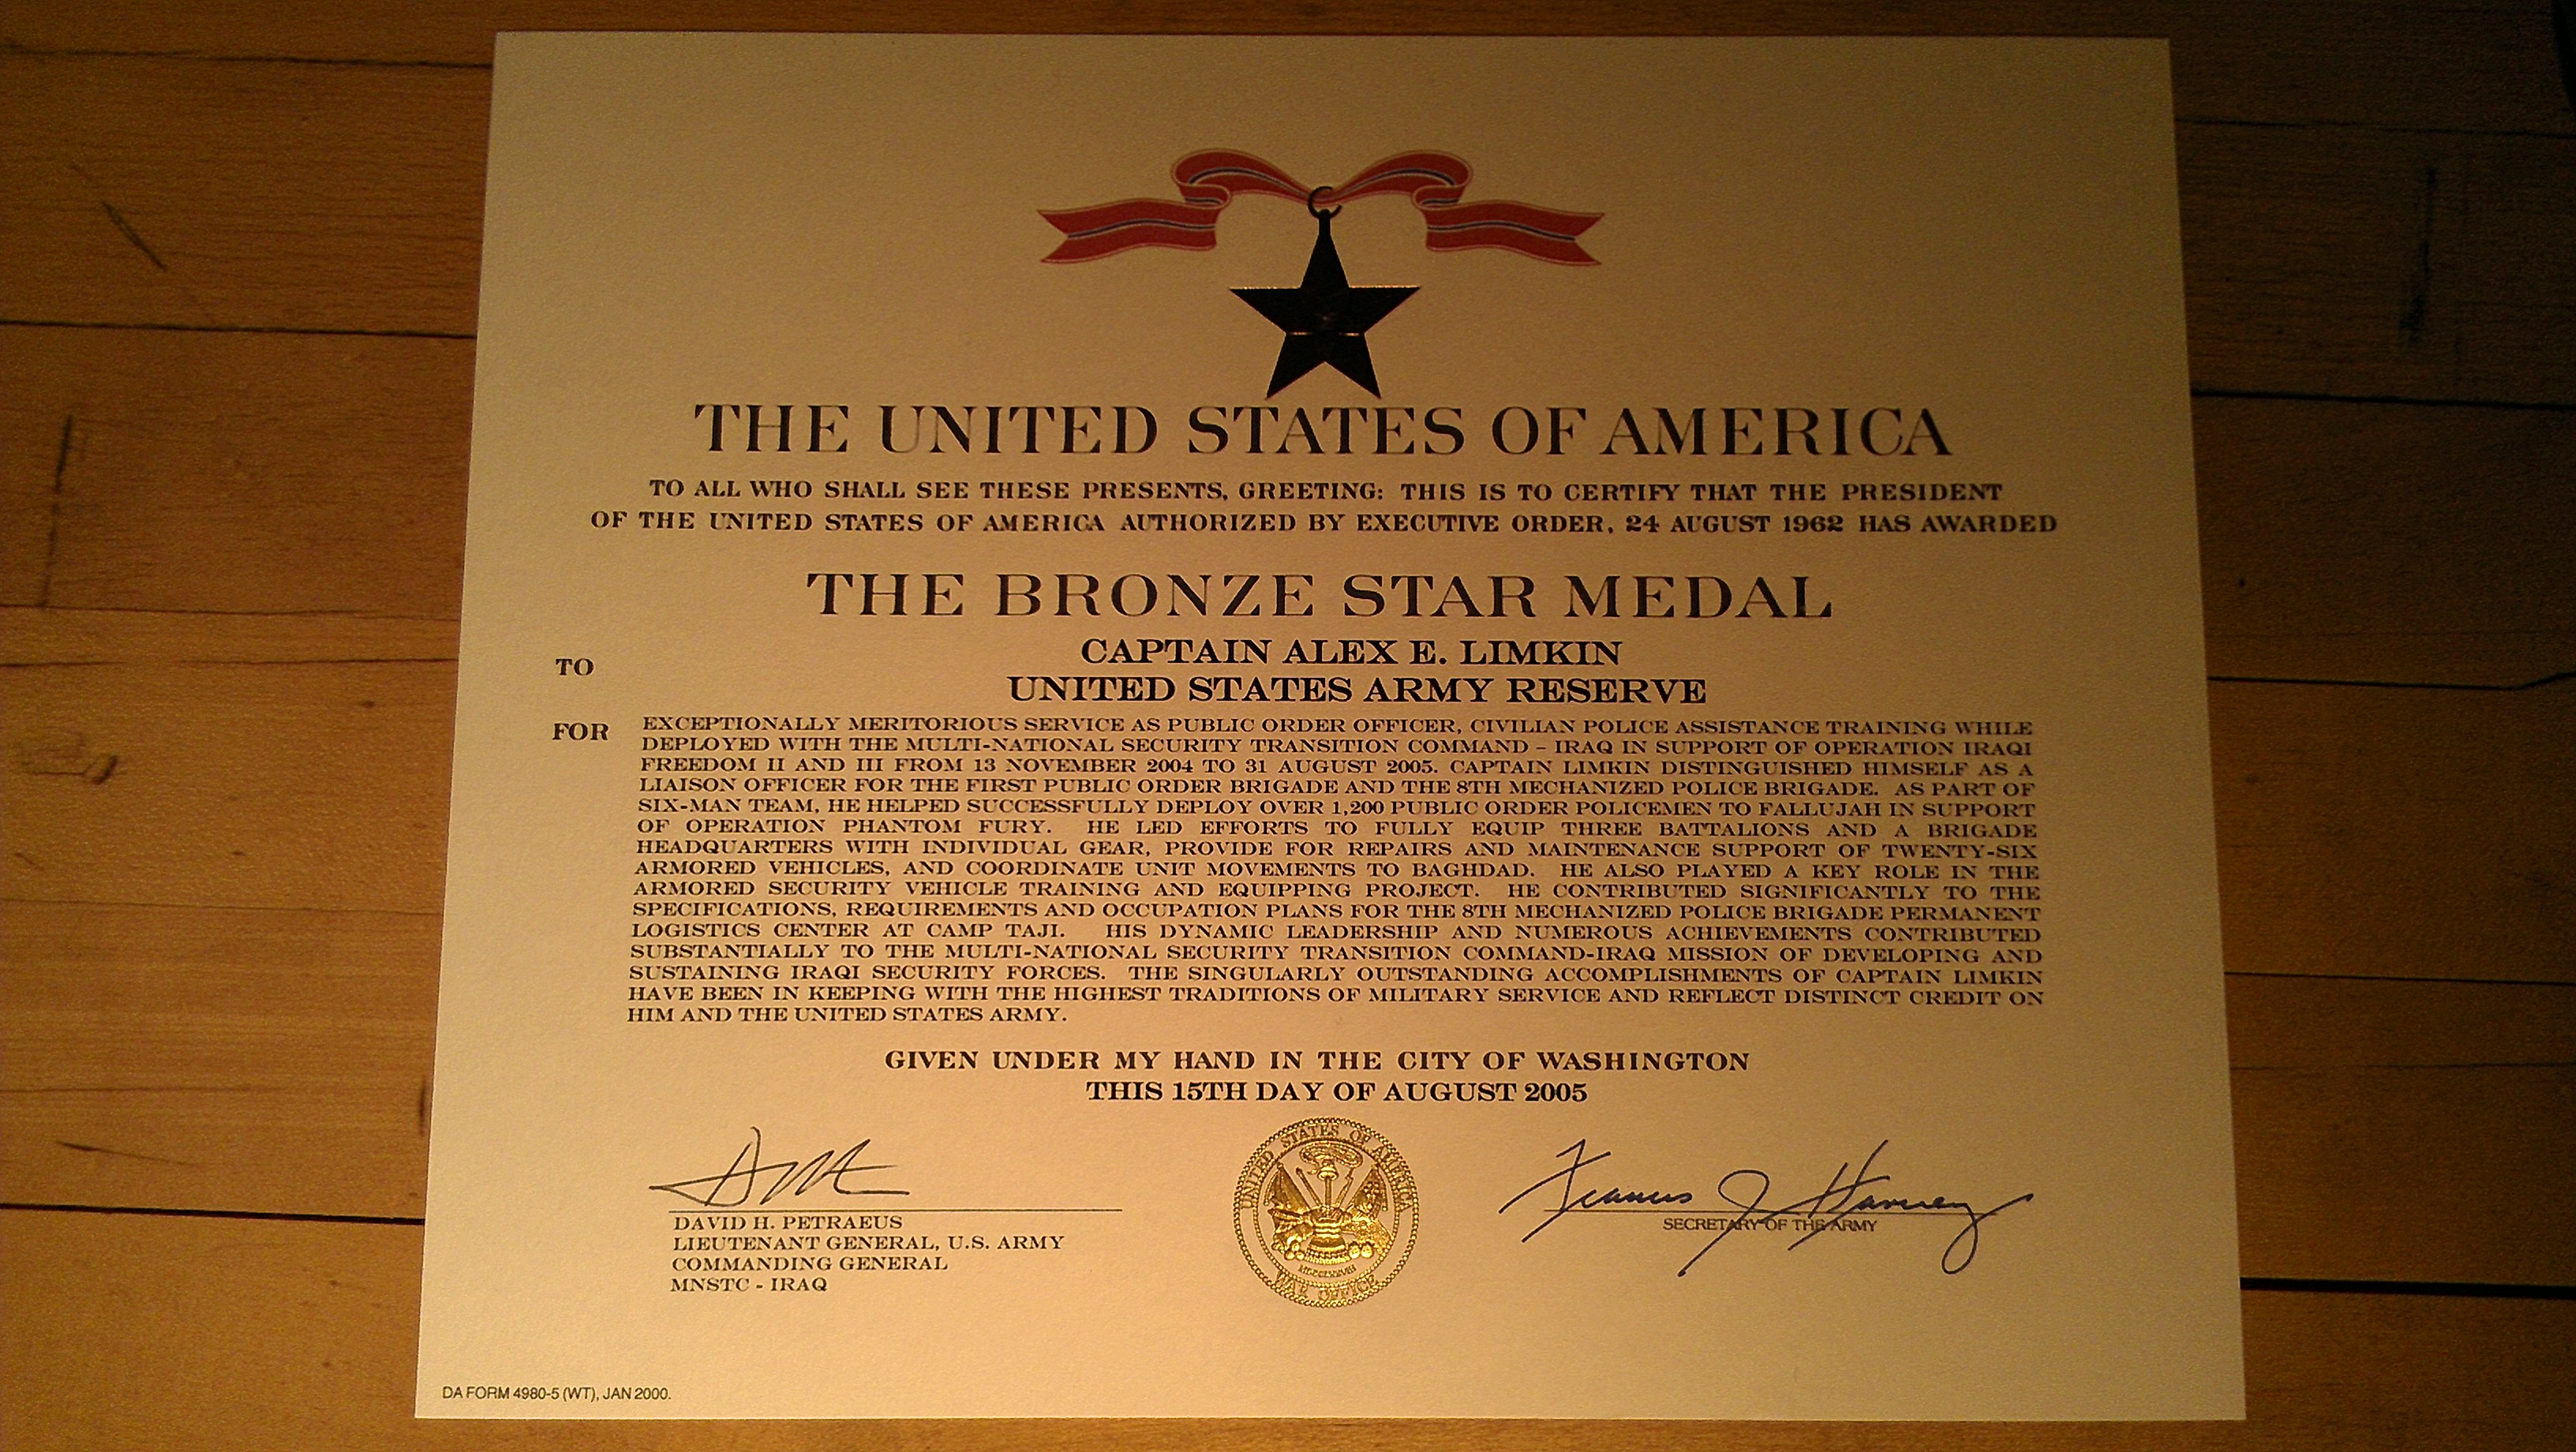 THE UNITED STATES OF AMERICA
TO ALL WHO SHALL SEE THESE PRESENTS, GREETING: THIS IS TO CERTIFY THAT THE PRESIDENT
OF THE UNITED STATES OF AMERICA AUTHORIZED BY EXECUTIVE ORDER, 24 AUGUST 1962 HAS AWARDED
THE BRONZE STAR MEDAL
TO
CAPTAIN ALEX E. LIMKIN
UNITED STATES ARMY RESERVE
FOR
EXCEPTIONALLY MERITORIOUS SERVICE AS PUBLIC ORDER OFFICER, CIVILIAN POLICE ASSISTANCE TRAINING WHILE
DEPLOYED WITH THE MULTI-NATIONAL SECURITY TRANSITION COMMAND – IRAQ IN SUPPORT OF OPERATION IRAQI
FREEDOM II AND III FROM 13 NOVEMBER 2004 TO 31 AUGUST 2005. CAPTAIN LIMKIN DISTINGUISHED HIMSELF AS A
LIAISON OFFICER FOR THE FIRST PUBLIC ORDER BRIGADE AND THE 8TH MECHANIZED POLICE BRIGADE. AS PART OF
SIX-MAN TEAM, HE HELPED SUCCESSFULLY DEPLOY OVER 1,200 PUBLIC ORDER POLICEMEN TO FALLUJAH IN SUPPORT
OF OPERATION PHANTOM FURY. HE LED EFFORTS TO FULLY EQUIP THREE BATTALIONS AND A BRIGADE
HEADQUARTERS WITH INDIVIDUAL GEAR, PROVIDE FOR REPAIRS AND MAINTENANCE SUPPORT OF TWENTY-SIX
ARMORED VEHICLES, AND COORDINATE UNIT MOVEMENTS TO BAGHDAD. HE ALSO PLAYED A KEY ROLE IN THE
ARMORED SECURITY VEHICLE TRAINING AND EQUIPPING PROJECT. HE CONTRIBUTED SIGNIFICANTLY TO THE
SPECIFICATIONS, REQUIREMENTS AND OCCUPATION PLANS FOR THE 8TH MECHANIZED POLICE BRIGADE PERMANENT
LOGISTICS CENTER AT CAMP TAJI. HIS DYNAMIC LEADERSHIP AND NUMEROUS ACHIEVEMENTS CONTRIBUTED
SUBSTANTIALLY TO THE MULTI-NATIONAL SECURITY TRANSITION COMMAND-IRAQ MISSION OF DEVELOPING AND
SUSTAINING IRAQI SECURITY FORCES. THE SINGULARLY OUTSTANDING ACCOMPLISHMENTS OF CAPTAIN LIMKIN
HAVE BEEN IN KEEPING WITH THE HIGHEST TRADITIONS OF MILITARY SERVICE AND REFLECT DISTINCT CREDIT ON
HIM AND THE UNITED STATES ARMY.
GIVEN UNDER MY HAND IN THE CITY OF WASHINGTON
THIS 15TH DAY OF AUGUST 2005
DAVID H. PETRAEUS
LIEUTENANT GENERAL, U.S. ARMY
COMMANDING GENERAL
MNSTC - IRAQ
UNITED STATES OF AMERICA
WAR OFFICE
Francis J Harvey
SECRETARY OF THE ARMY
DA FORM 4980-5 (WT), JAN 2000.